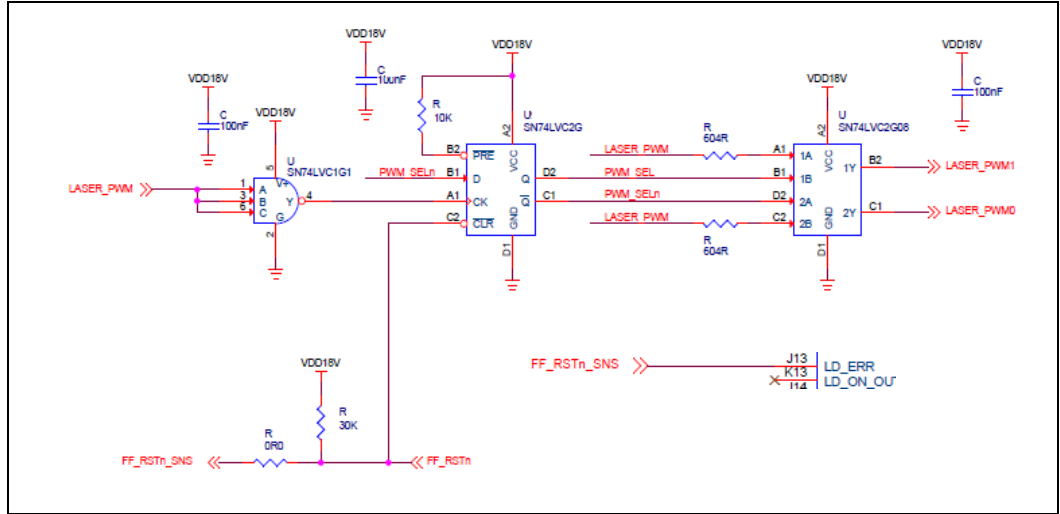 VDD18V
C
100nF
VDD18V
U
SN74LVC1G1
LASER_PWM
1
3
6
A
B
C
V+
Y
G
5
4
2
VDD18V
C
100nF
VDD18V
R
10K
U
SN74LVC2G
A2
B2
PRE
VCC
PWM_SELn
B1
D
Q
D2
PWM_SEL
A1
CK
Q
C1
PWM_SELn
C2
CLR
GND
D1
LASER_PWM
R
604R
LASER_PWM
R
604R
VDD18V
U
SN74LVC2G08
A2
A1
1A
VCC
1Y
B2
LASER_PWM1
B1
1B
D2
2A
GND
2Y
C1
LASER_PWM0
C2
2B
D1
VDD18V
C
100nF
FF_RSTn_SNS
J13
LD_ERR
K13
LD_ON_OUT
J14
VDD18V
R
30K
FF_RSTn_SNS
R
0R0
FF_RSTn